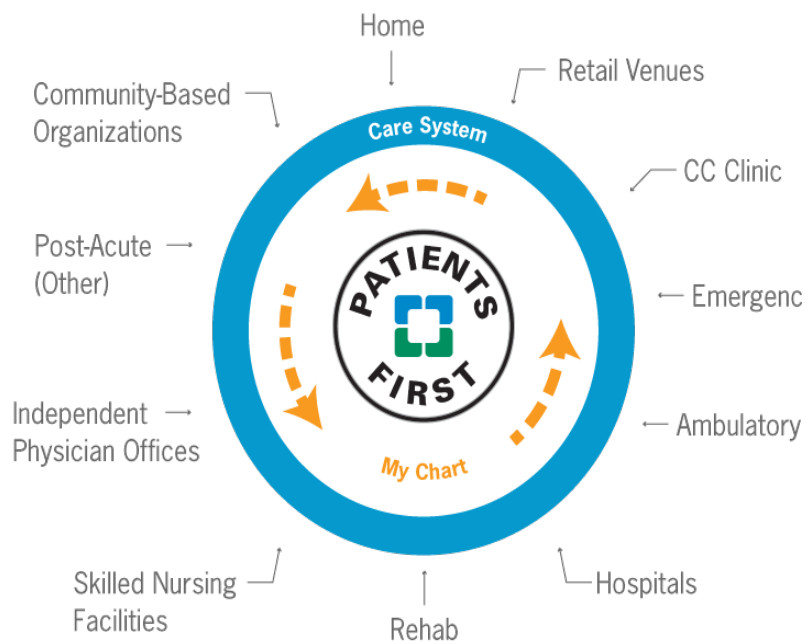 Home
Retail Venues
Community-Based
Organizations
Care System
CC Clinic
Post-Acute
(Other)
PATIENTS
FIRST
Emergenc
Independent
Physician Offices
Ambulatory
My Chart
Skilled Nursing
Facilities
Hospitals
Rehab